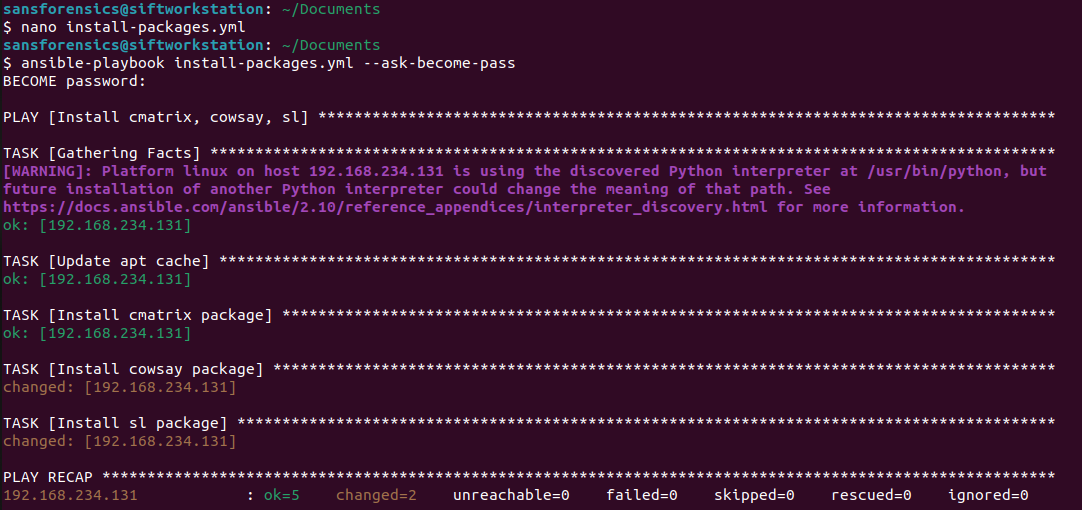 sansforensics@siftworkstation: ~/Documents
$ nano install-packages.yml
sansforensics@siftworkstation: ~/Documents
$ ansible-playbook install-packages.yml --ask-become-pass
BECOME password:
PLAY [Install cmatrix, cowsay, sl] **********************************************************************************
TASK [Gathering Facts] **********************************************************************************************
[WARNING]: Platform linux on host 192.168.234.131 is using the discovered Python interpreter at /usr/bin/python, but
future installation of another Python interpreter could change the meaning of that path. See
https://docs.ansible.com/ansible/2.10/reference_appendices/interpreter_discovery.html for more information.
ok: [192.168.234.131]
TASK [Update apt cache] *********************************************************************************************
ok: [192.168.234.131]
TASK [Install cmatrix package] **************************************************************************************
ok: [192.168.234.131]
TASK [Install cowsay package] ***************************************************************************************
changed: [192.168.234.131]
TASK [Install sl package] *******************************************************************************************
changed: [192.168.234.131]
PLAY RECAP **********************************************************************************************************
192.168.234.131            : ok=5    changed=2    unreachable=0    failed=0    skipped=0    rescued=0    ignored=0